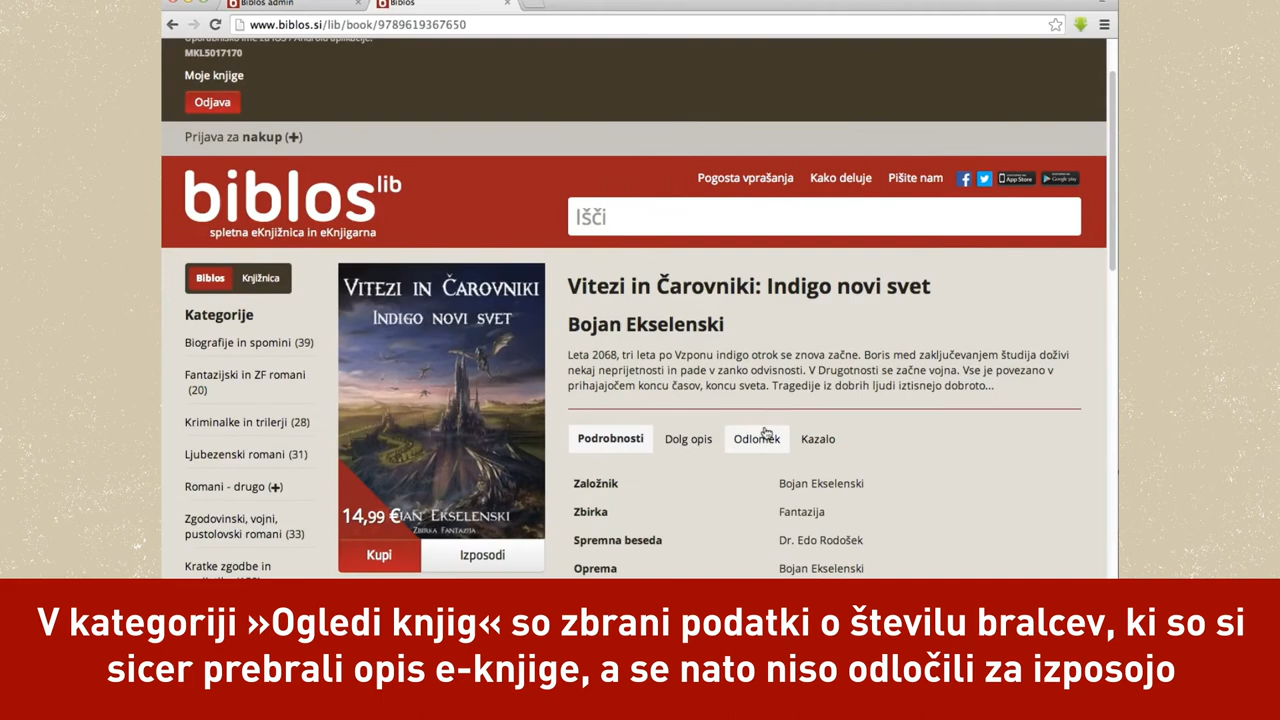 Biblos admin
Biblos
www.biblos.si/lib/book/9789619367650
Uporabniško ime za iOS / Android aplikacije:
MKL5017170
Moje knjige
Odjava
Prijava za nakup (+)
biblos lib
spletna eKnjižnica in eKnjigarna
Pogosta vprašanja
Kako deluje
Pišite nam
App Store
Google play
Išči
Biblos
Knjižnica
Kategorije
Biografije in spomini (39)
Fantazijski in ZF romani
(20)
Kriminalke in trilerji (28)
Ljubezenski romani (31)
Romani - drugo (+)
Zgodovinski, vojni,
pustolovski romani (33)
Kratke zgodbe in
VITEZI IN ČAROVNIKI
INDIGO NOVI SVET
14,99 €
IAN EKSELENSKI
ZBIRKA FANTAZIJA
Kupi
Izposodi
Vitezi in Čarovniki: Indigo novi svet
Bojan Ekselenski
Leta 2068, tri leta po Vzponu indigo otrok se znova začne. Boris med zaključevanjem študija doživi
nekaj neprijetnosti in pade v zanko odvisnosti. V Drugotnosti se začne vojna. Vse je povezano v
prihajajočem koncu časov, koncu sveta. Tragedije iz dobrih ljudi iztisnejo dobroto...
Podrobnosti
Dolg opis
Odlomek
Kazalo
Založnik Bojan Ekselenski
Zbirka Fantazija
Spremna beseda Dr. Edo Rodošek
Oprema Bojan Ekselenski
V kategoriji »Ogledi knjig« so zbrani podatki o številu bralcev, ki so si
sicer prebrali opis e-knjige, a se nato niso odločili za izposojo